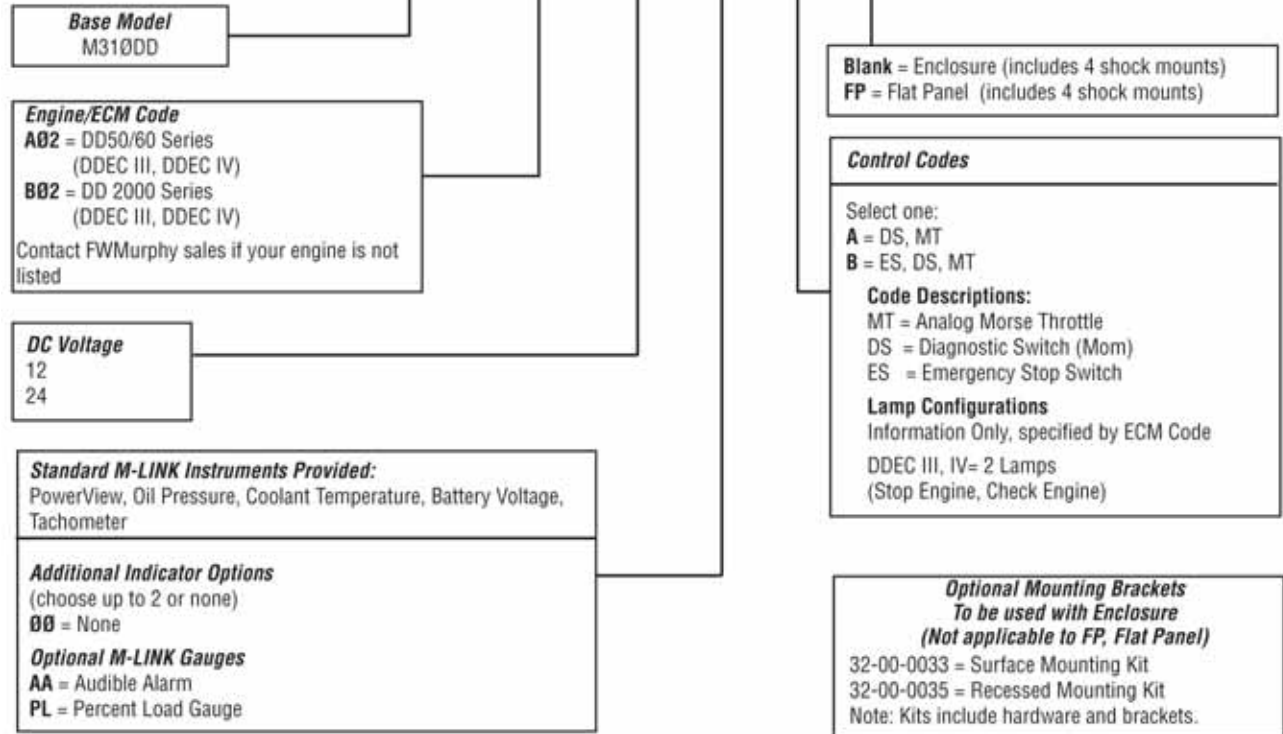 Base Model
M31ØDD
Engine/ECM Code
AØ2 = DD50/60 Series
(DDEC III, DDEC IV)
BØ2 = DD 2000 Series
(DDEC III, DDEC IV)
Contact FWMurphy sales if your engine is not
listed
DC Voltage
12
24
Standard M-LINK Instruments Provided:
PowerView, Oil Pressure, Coolant Temperature, Battery Voltage,
Tachometer
Additional Indicator Options
(choose up to 2 or none)
ØØ = None
Optional M-LINK Gauges
AA = Audible Alarm
PL = Percent Load Gauge
Blank = Enclosure (includes 4 shock mounts)
FP = Flat Panel (includes 4 shock mounts)
Control Codes
Select one:
A = DS, MT
B = ES, DS, MT
Code Descriptions:
MT = Analog Morse Throttle
DS = Diagnostic Switch (Mom)
ES = Emergency Stop Switch
Lamp Configurations
Information Only, specified by ECM Code
DDEC III, IV= 2 Lamps
(Stop Engine, Check Engine)
Optional Mounting Brackets
To be used with Enclosure
(Not applicable to FP, Flat Panel)
32-00-0033 = Surface Mounting Kit
32-00-0035 = Recessed Mounting Kit
Note: Kits include hardware and brackets.